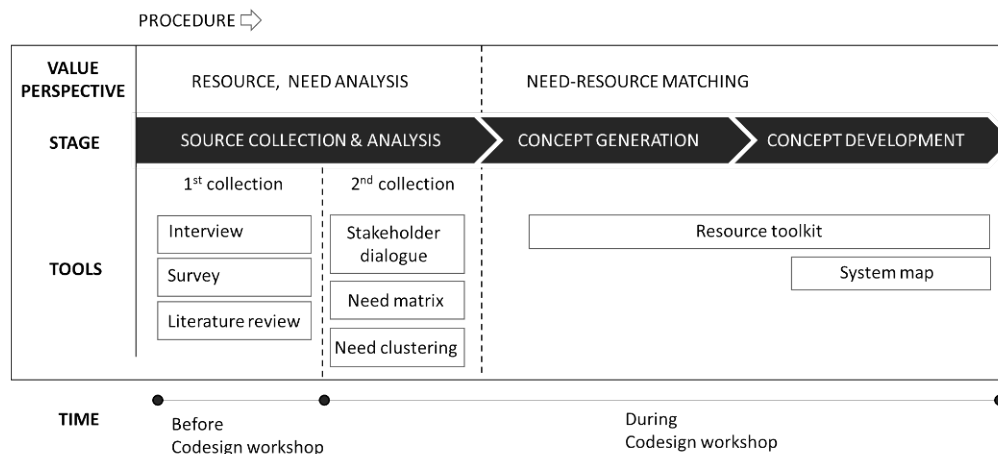 PROCEDURE
VALUE
PERSPECTIVE
RESOURCE, NEED ANALYSIS
NEED-RESOURCE MATCHING
STAGE
SOURCE COLLECTION & ANALYSIS
CONCEPT GENERATION
CONCEPT DEVELOPMENT
1st collection
2nd collection
TOOLS
Interview
Survey
Literature review
Stakeholder
dialogue
Need matrix
Need clustering
Resource toolkit
System map
TIME
Before
Codesign workshop
During
Codesign workshop